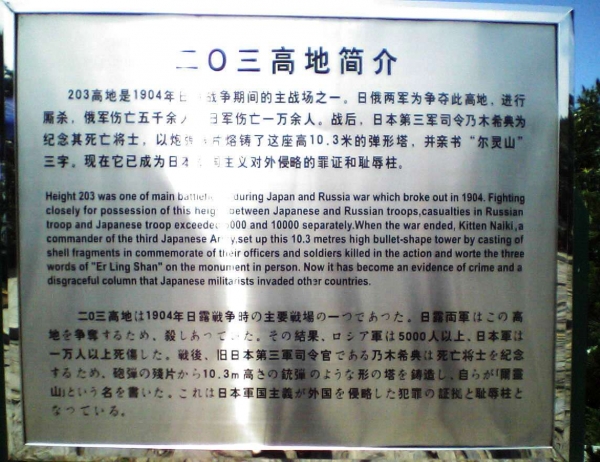 二〇三高地简介
203高地是1904年日 战争期间的主战场之一。日俄两军为争夺此高地，进行
厮杀，俄军伤亡五千余人 日军伤亡一万余人。战后，日本第三军司令乃木希典为
纪念其死亡将士，以炮弹 片熔铸了这座高10.3米的弹形塔，并亲书“尔灵山”
三字。现在它已成为日本 国主义对外侵略的罪证和耻辱柱。
Height 203 was one of main during Japan and Russia war which broke out in 1904. Fighting
closely for possession of this height between Japanese and Russian troops,casualties in Russian
troop and Japanese troop exceeded 5000 and 10000 separately.When the war ended, Kitten Naiki,a
commander of the third Japanese Army,set up this 10.3 metres high bullet-shape tower by casting of
shell fragments in commemorate of their officers and soldiers killed in the action and worte the three
words of "Er Ling Shan" on the monument in person. Now it has become an evidence of crime and a
disgraceful column that Japanese militarists invaded other countries.
二〇三高地は1904年日露戦争時の主要戦場の一つであった。日露両軍はこの高
地を争奪するため、殺しあっていた。その結果、ロシア軍は5000人以上、日本軍は
一万人以上死傷した。戦後、旧日本第三軍司令官である乃木希典は死亡将士を紀念
するため、砲弾の残片から10.3m高さの銃弾のような形の塔を鋳造し、自らが「爾靈
山」という名を書いた。これは日本軍国主義が外国を侵略した犯罪の証拠と耻辱柱と
なっている。